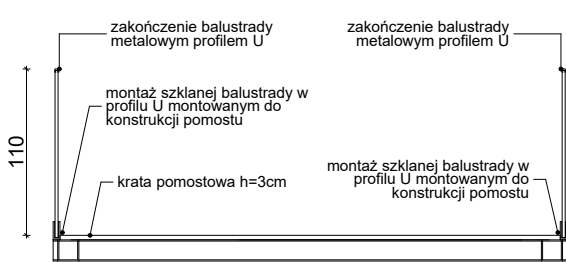 zakończenie balustrady
metalowym profilem U
zakończenie balustrady
metalowym profilem U
montaż szklanej balustrady w
profilu U montowanym do
konstrukcji pomostu
110
krata pomostowa h=3cm
montaż szklanej balustrady w
profilu U montowanym do
konstrukcji pomostu